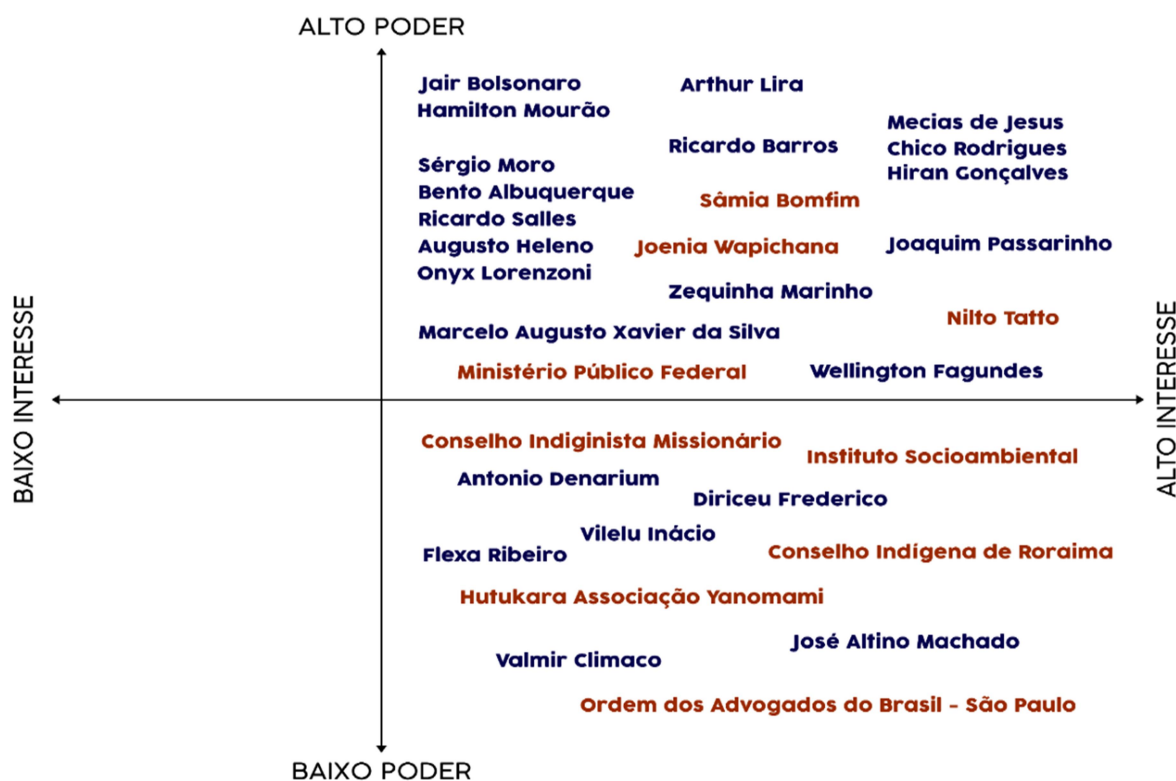 ALTO PODER
Jair Bolsonaro
Hamilton Mourão
Arthur Lira
Mecias de Jesus
Chico Rodrigues
Hiran Gonçalves
Ricardo Barros
Sérgio Moro
Bento Albuquerque
Ricardo Salles
Augusto Heleno
Onyx Lorenzoni
Sâmia Bomfim
Joenia Wapichana
Joaquim Passarinho
Zequinha Marinho
Nilto Tatto
Marcelo Augusto Xavier da Silva
Ministério Público Federal
Wellington Fagundes
BAIXO INTERESSE
ALTO INTERESSE
Conselho Indiginista Missionário
Instituto Socioambiental
Antonio Denarium
Diriceu Frederico
Vilelu Inácio
Flexa Ribeiro
Conselho Indígena de Roraima
Hutukara Associação Yanomami
José Altino Machado
Valmir Climaco
Ordem dos Advogados do Brasil - São Paulo
BAIXO PODER